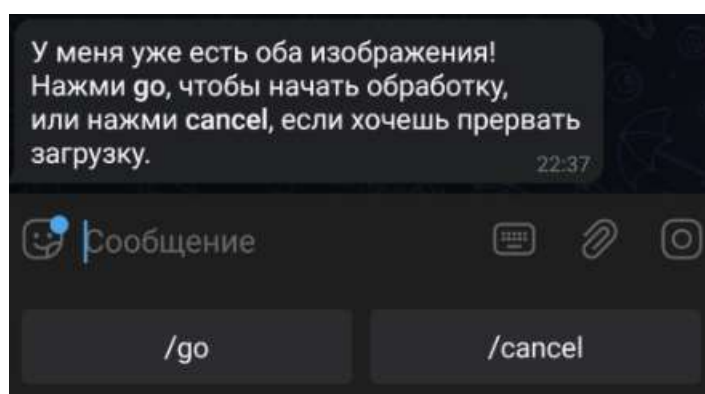 У меня уже есть оба изображения!
Нажми go, чтобы начать обработку,
или нажми cancel, если хочешь прервать
загрузку.
22:37
Сообщение
/go
/cancel